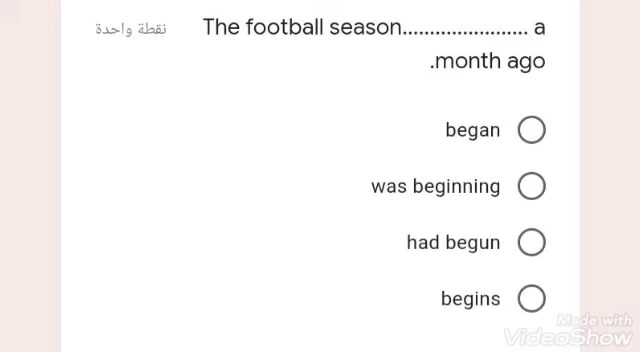 The football season....................... a نقطة واحدة
.month ago
began
was beginning
had begun
begins
Made with
VideoShow